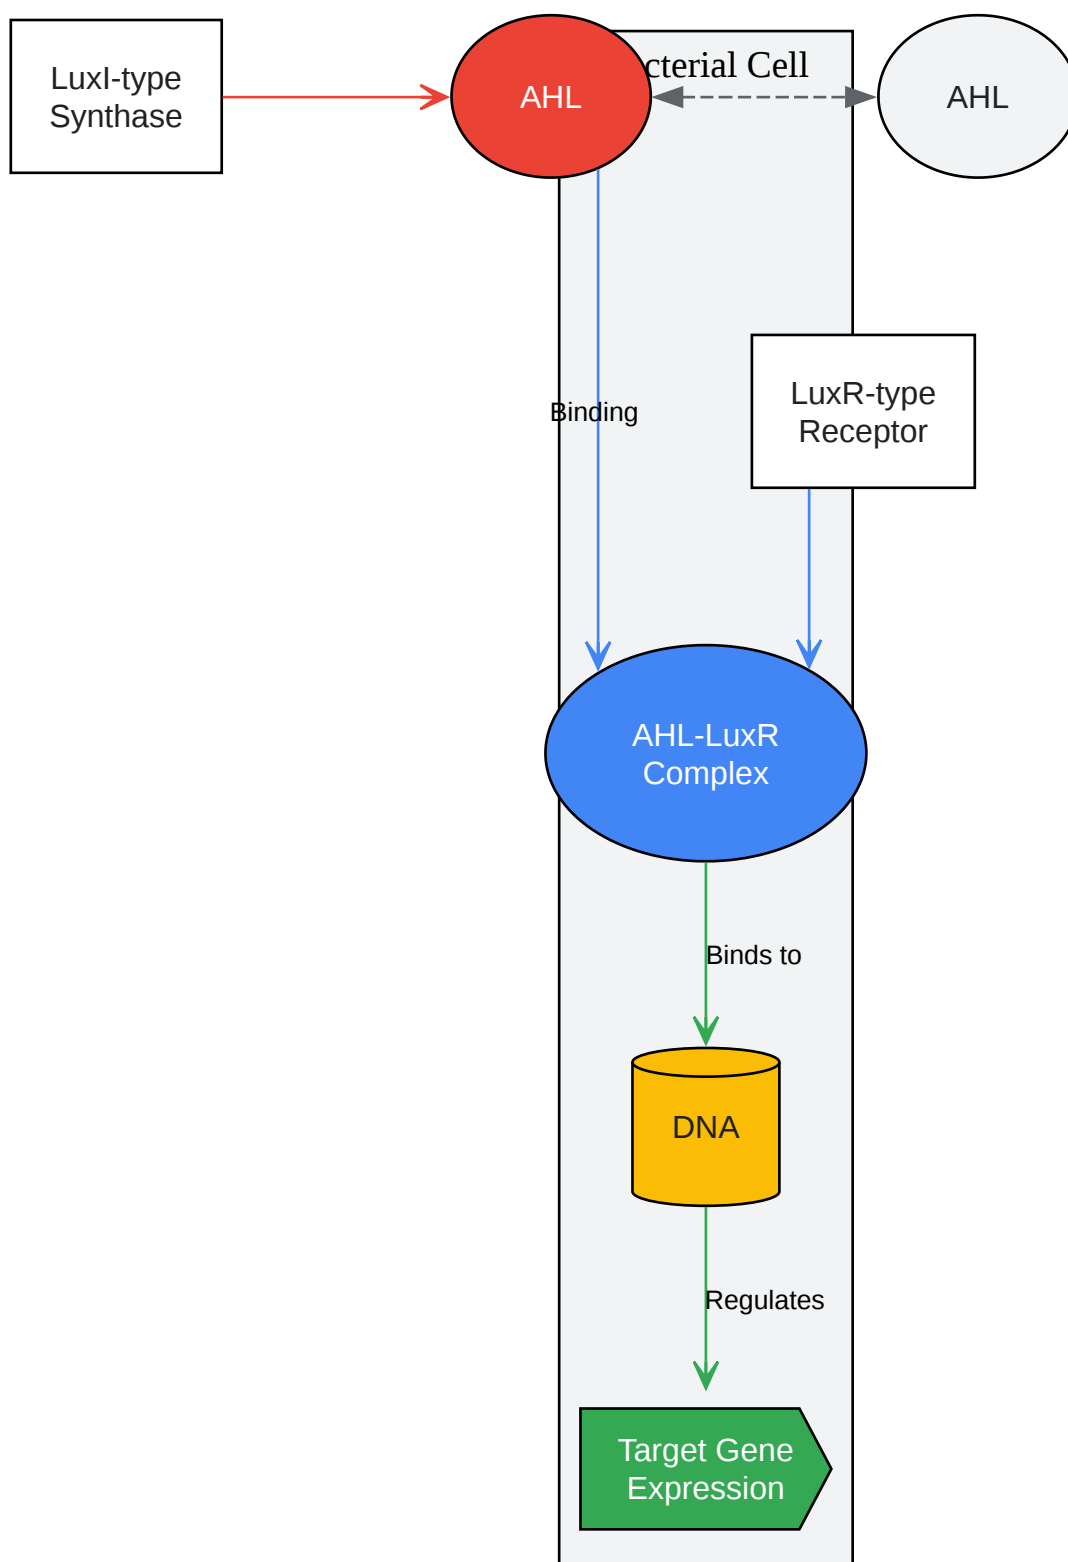 LuxI-type
Synthase
AHL
cterial Cell
AHL
LuxR-type
Receptor
Binding
AHL-LuxR
Complex
Binds to
DNA
Regulates
Target Gene
Expression